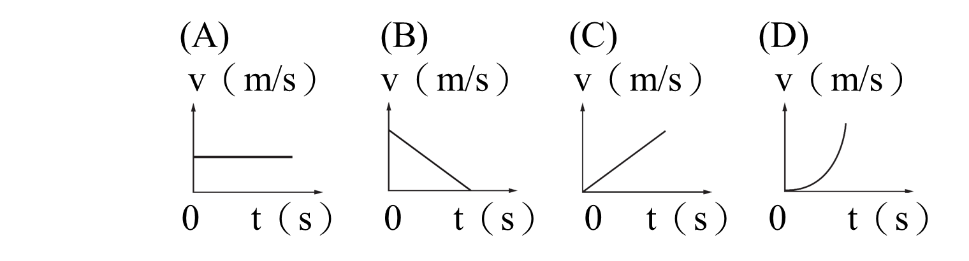 (A) (B) (C) (D)
v（m/s） v（m/s） v（m/s） v（m/s）
0 t（s） 0 t（s） 0 t（s） 0 t（s）